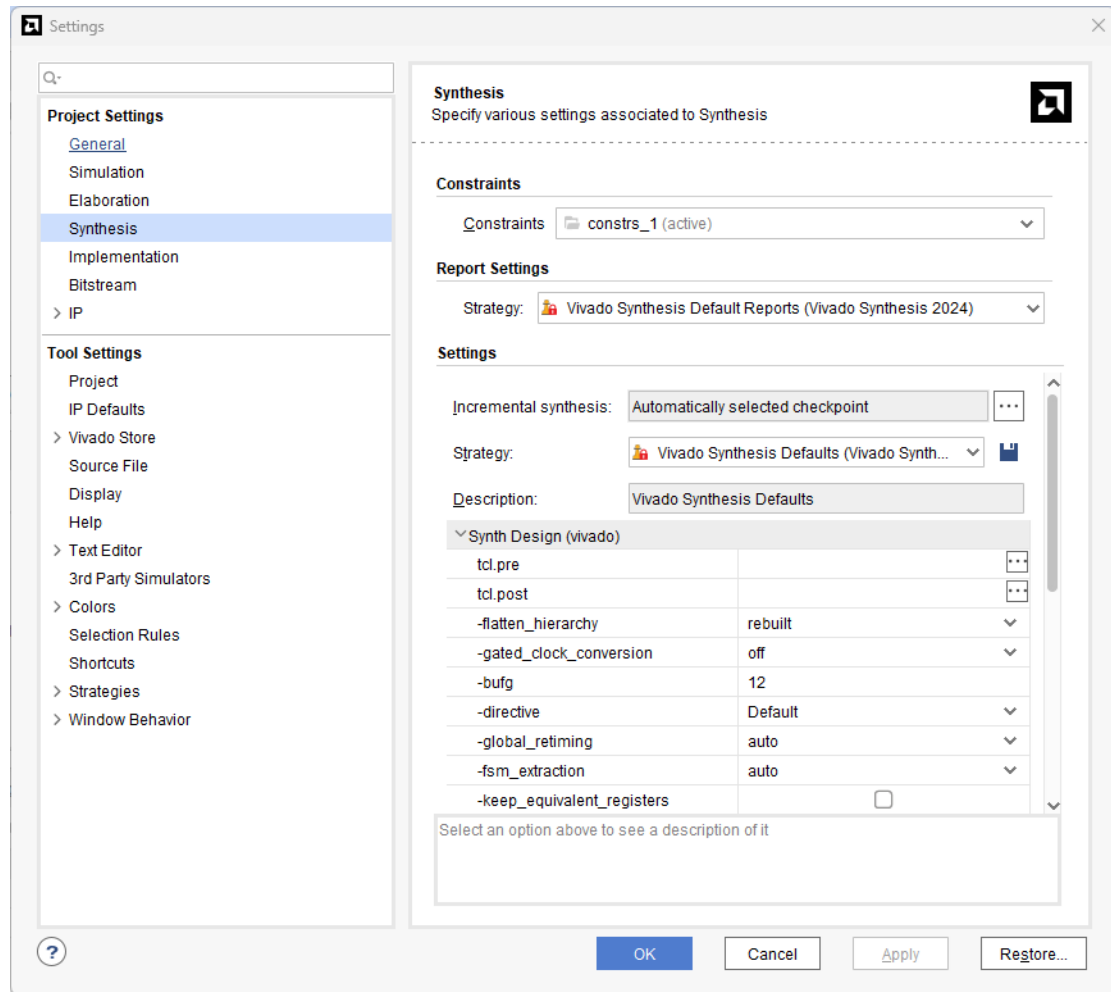 Settings
Project Settings
General
Simulation
Elaboration
Synthesis
Implementation
Bitstream
IP
Tool Settings
Project
IP Defaults
Vivado Store
Source File
Display
Help
Text Editor
3rd Party Simulators
Colors
Selection Rules
Shortcuts
Strategies
Window Behavior
Synthesis
Specify various settings associated to Synthesis
Constraints
Constraints constrs_1 (active)
Report Settings
Strategy: Vivado Synthesis Default Reports (Vivado Synthesis 2024)
Settings
Incremental synthesis: Automatically selected checkpoint ...
Strategy: Vivado Synthesis Defaults (Vivado Synth...
Description: Vivado Synthesis Defaults
Synth Design (vivado)
tcl.pre ...
tcl.post ...
-flatten_hierarchy rebuilt
-gated_clock_conversion off
-bufg 12
-directive Default
-global_retiming auto
-fsm_extraction auto
-keep_equivalent_registers
Select an option above to see a description of it
? OK Cancel Apply Restore...